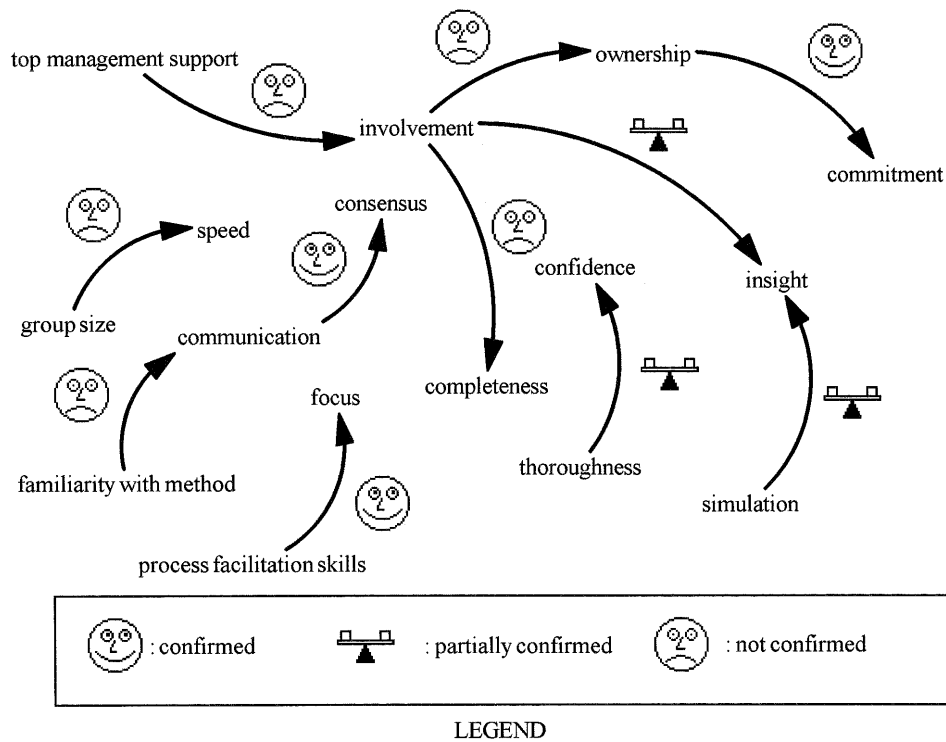 top management support
ownership
involvement
commitment
consensus
speed
confidence
insight
group size
communication
completeness
focus
familiarity with method
thoroughness
simulation
process facilitation skills
: confirmed
: partially confirmed
: not confirmed
LEGEND